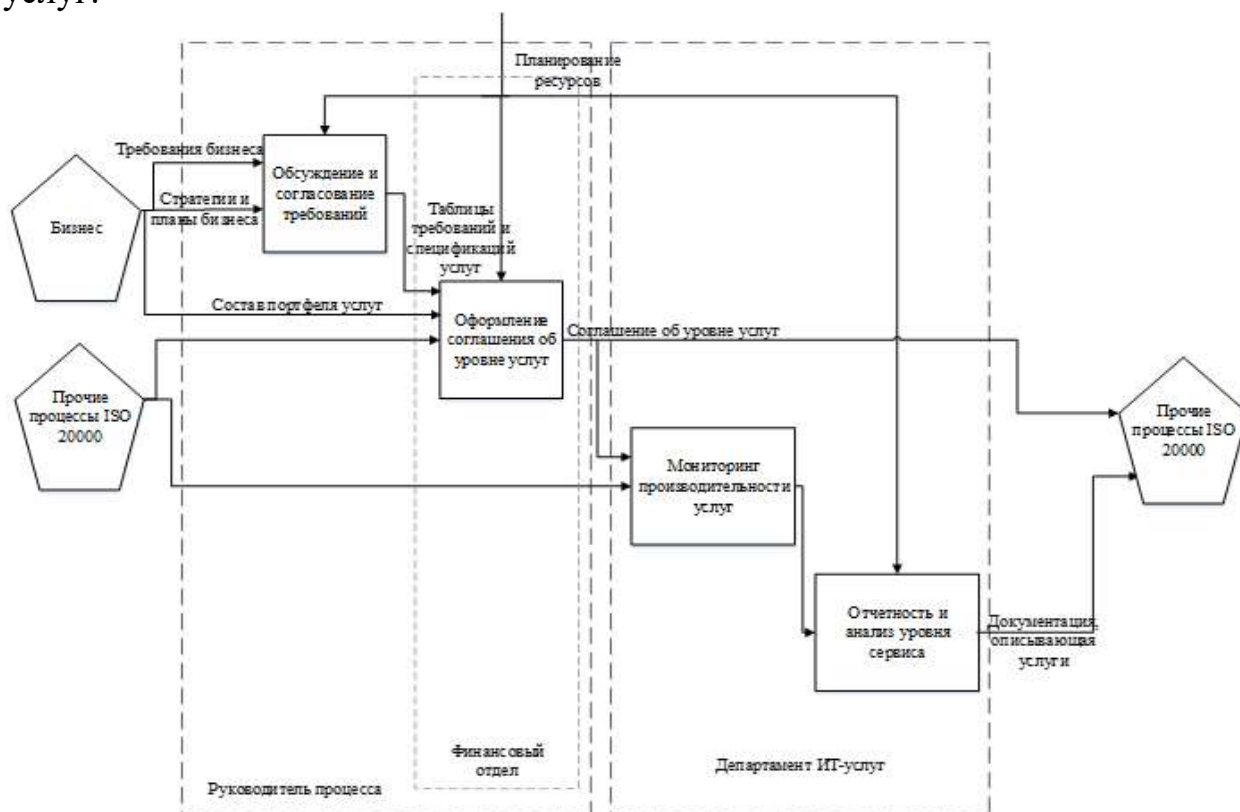 услуг.
Планирование
ресурсов
Требования бизнеса
Обсуждение и
согласование
требований
Стратегии и
планы бизнеса
Бизнес
Таблицы
требований и
спецификаций
услуг
Состав портфеля услуг
Оформление
соглашения об
уровне услуг
Соглашение об уровне услуг
Прочие
процессы ISO
20000
Прочие
процессы ISO
20000
Мониторинг
производительности
услуг
Отчетность и
анализ уровня
сервиса
Документация,
описывающая
услуги
Финансовый
отдел
Департамент ИТ-услуг
Руководитель процесса